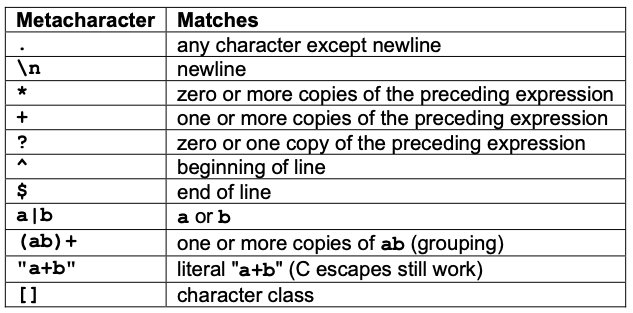 Metacharacter Matches
. any character except newline
\n newline
* zero or more copies of the preceding expression
+ one or more copies of the preceding expression
? zero or one copy of the preceding expression
^ beginning of line
$ end of line
a|b a or b
(ab)+ one or more copies of ab (grouping)
"a+b" literal "a+b" (C escapes still work)
[] character class